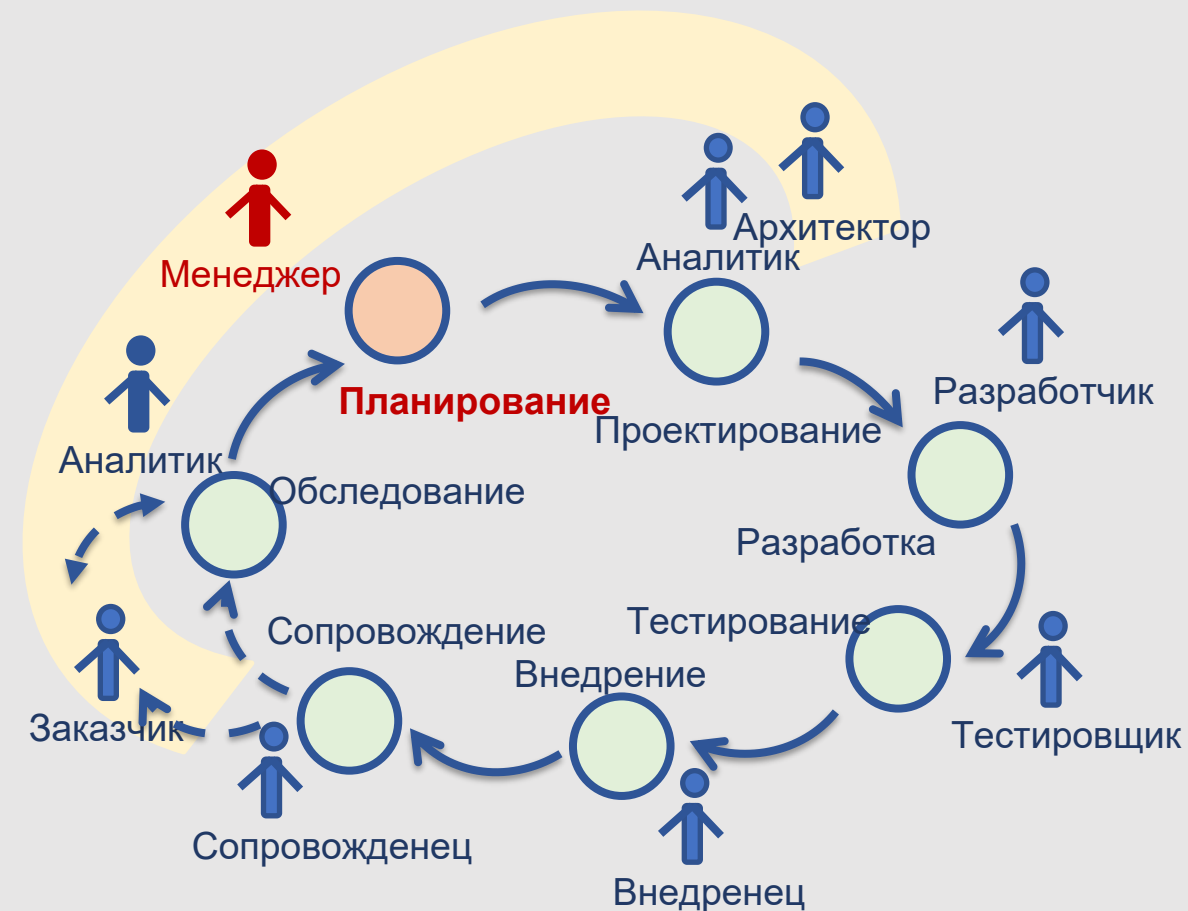 Архитектор
Аналитик
Менеджер
Разработчик
Планирование
Проектирование
Аналитик
Обследование
Разработка
Тестирование
Сопровождение
Внедрение
Заказчик
Тестировщик
Сопровожденец
Внедренец